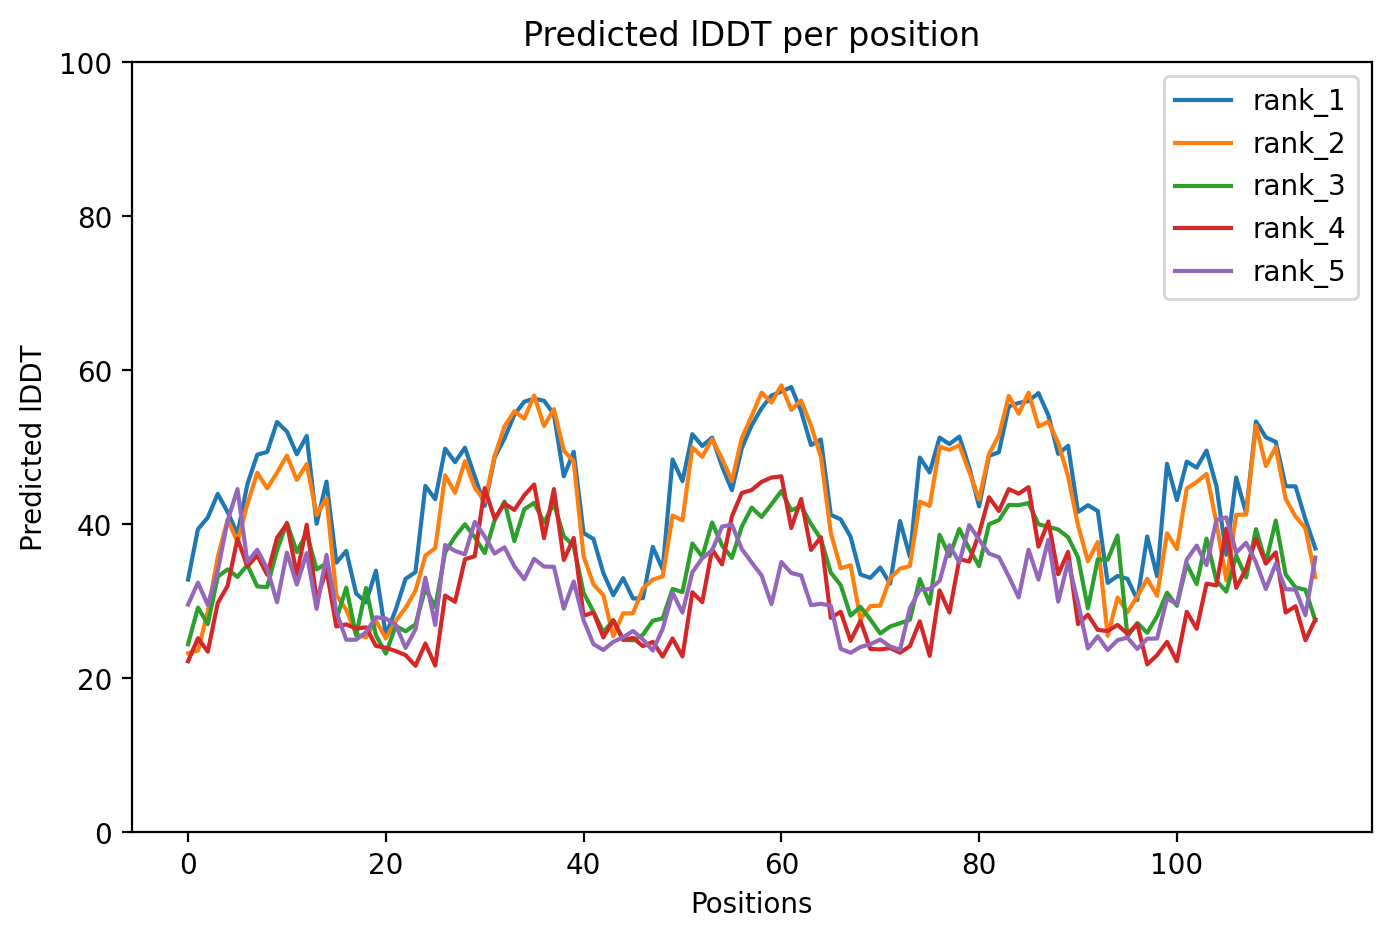 Predicted lDDT per position
100
80
60
40
20
0
Predicted lDDT
rank_1
rank_2
rank_3
rank_4
rank_5
0 20 40 60 80 100
Positions